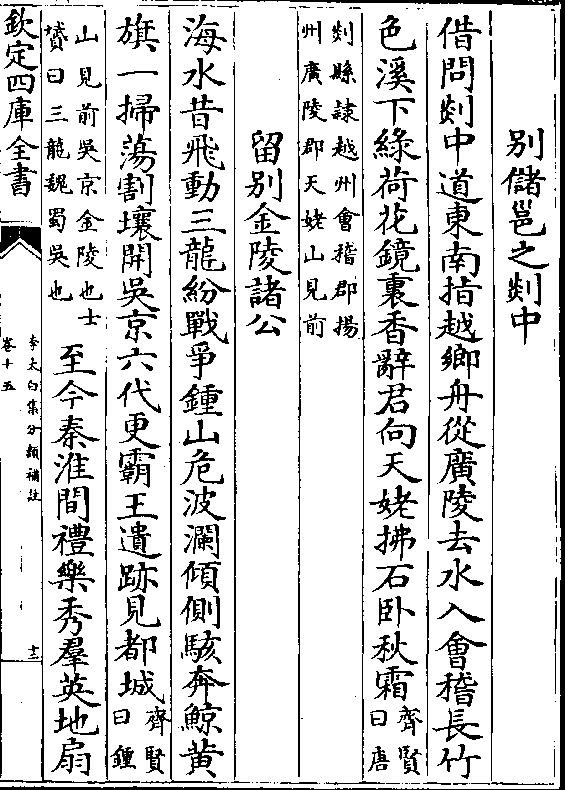 別儲邕之剡中
借問剡中道東南指越鄉舟從廣陵去水入會稽長竹
色溪下綠荷花鏡裏香辭君向天姥拂石卧秋霜齊賢曰唐
剡縣隷越州會稽郡揚
州廣陵郡天姥山見前
留别金陵諸公
海水昔飛動三龍紛戰爭鍾山危波瀾傾側駭奔鯨黄
旗一掃蕩割壤開吳京六代更霸王遺跡見都城齊賢曰鍾
山見前吳京金陵也士
贇曰三龍魏蜀吳也
至今秦淮間禮樂秀羣英地扇
欽定四庫全書
李太白集分類補註
卷十五
十三